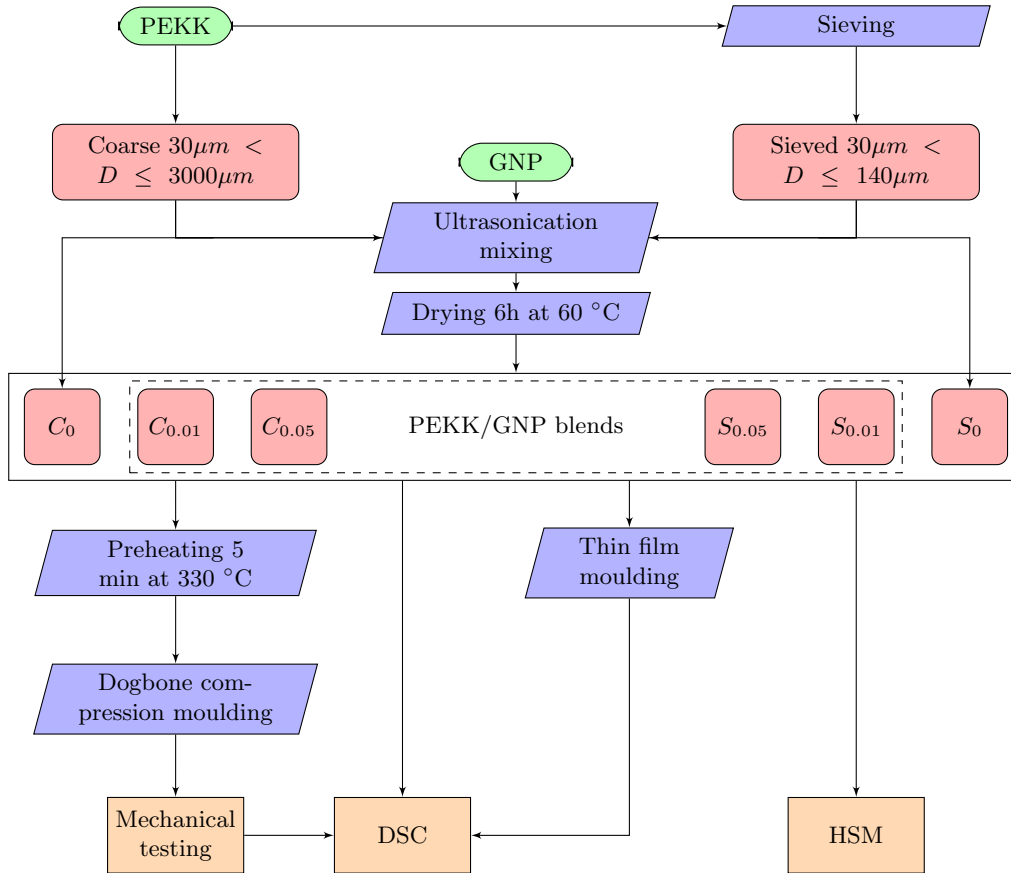 PEKK
Sieving
Coarse 30μm <
D ≤ 3000μm
GNP
Sieved 30μm <
D ≤ 140μm
Ultrasonication
mixing
Drying 6h at 60 °C
C₀
C₀.₀₁
C₀.₀₅
PEKK/GNP blends
S₀.₀₅
S₀.₀₁
S₀
Preheating 5
min at 330 °C
Thin film
moulding
Dogbone com-
pression moulding
Mechanical
testing
DSC
HSM